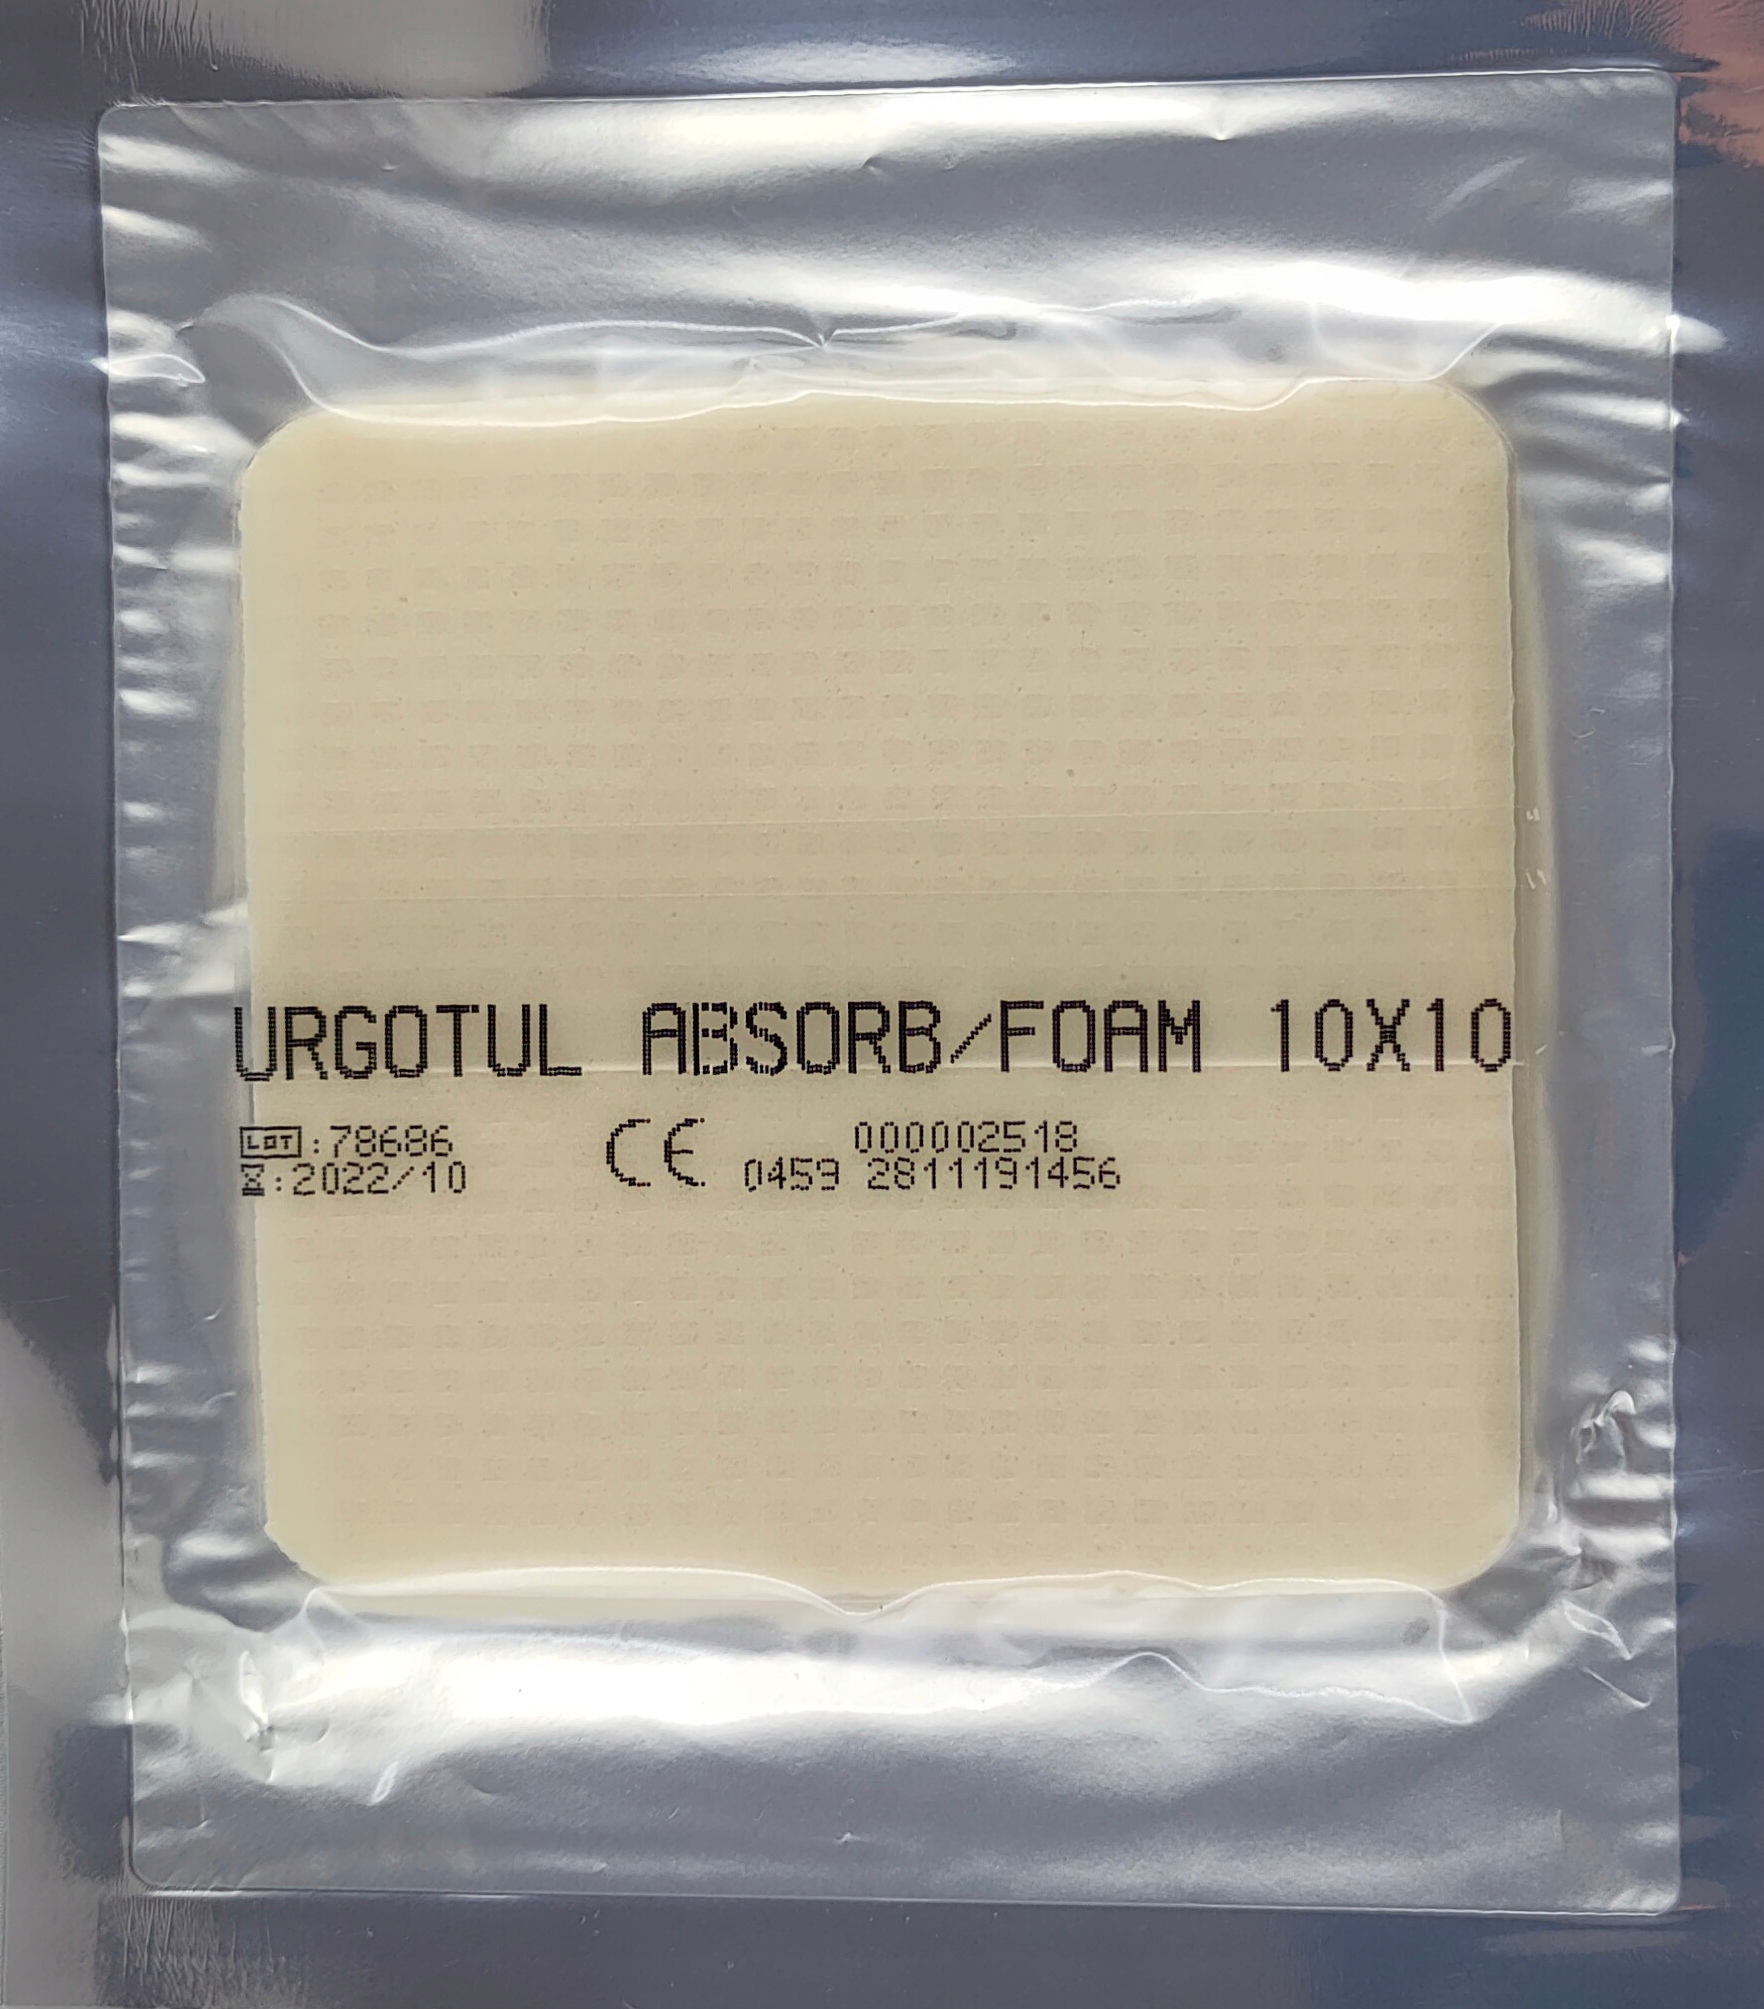 URGOTUL ABSORB/FOAM 10X10
LOT:78686
:2022/10
CE
000002518
0459 2811191456